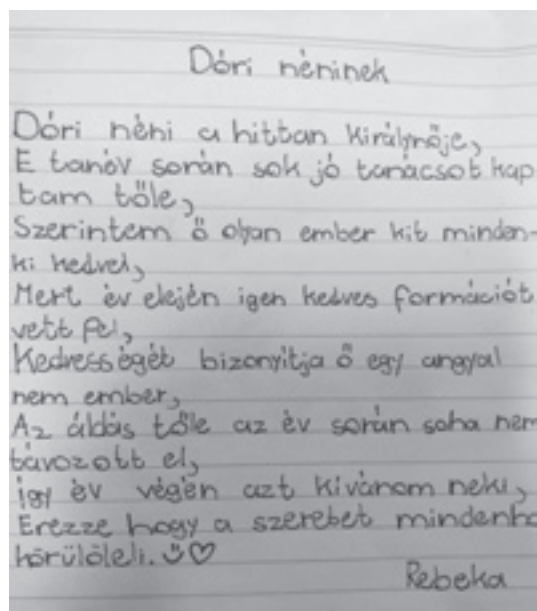 Dóri néninek
Dóri néni a hittan királynője,
E tanév során sok jó tanácsot kap
tam tőle,
Szerintem ő olyan ember kit minden-
ki kedvel,
Mert év elején igen kedves formációt
vett fel,
Kedvességét bizonyítja ő egy angyal
nem ember,
Az áldás tőle az év során soha nem
távozott el,
így év végén azt kívánom neki,
Érezze hogy a szeretet mindenho
körülöleli.
Rebeka